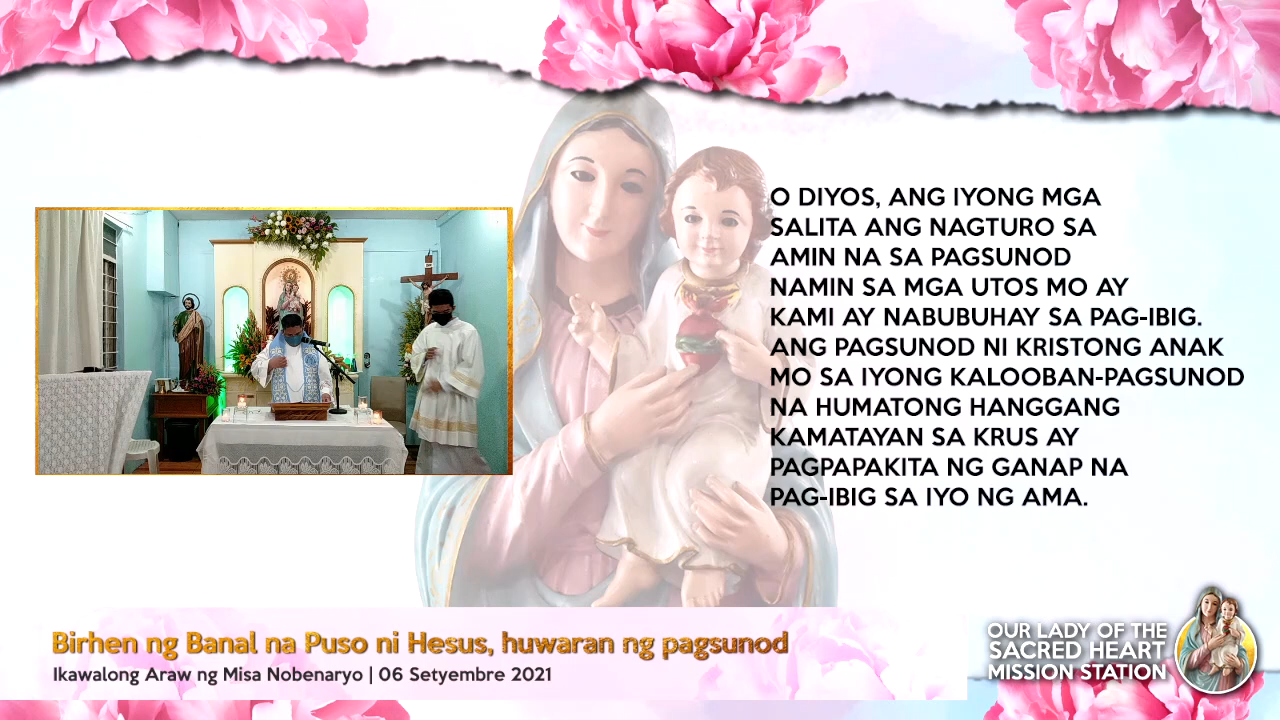 O DIYOS, ANG IYONG MGA
SALITA ANG NAGTURO SA
AMIN NA SA PAGSUNOD
NAMIN SA MGA UTOS MO AY
KAMI AY NABUBUHAY SA PAG-IBIG.
ANG PAGSUNOD NI KRISTONG ANAK
MO SA IYONG KALOOBAN-PAGSUNOD
NA HUMATONG HANGGANG
KAMATAYAN SA KRUS AY
PAGPAPAKITA NG GANAP NA
PAG-IBIG SA IYO NG AMA.
Birhen ng Banal na Puso ni Hesus, huwaran ng pagsunod
Ikawalong Araw ng Misa Nobenaryo | 06 Setyembre 2021
OUR LADY OF THE
SACRED HEART
MISSION STATION